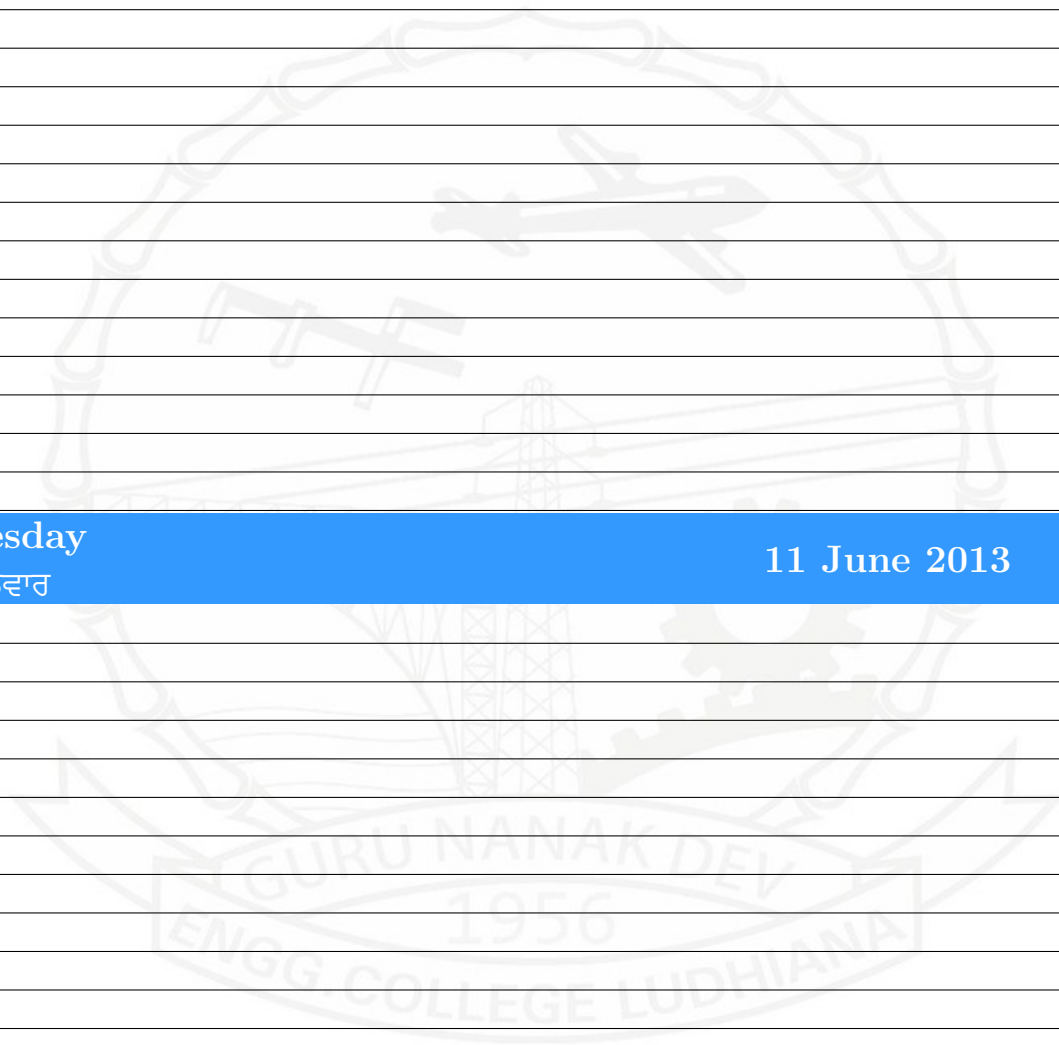 esday
11 June 2013
ਵਾਰ
GURU NANAK DEV
1956
ENGG.COLLEGE LUDHIANA